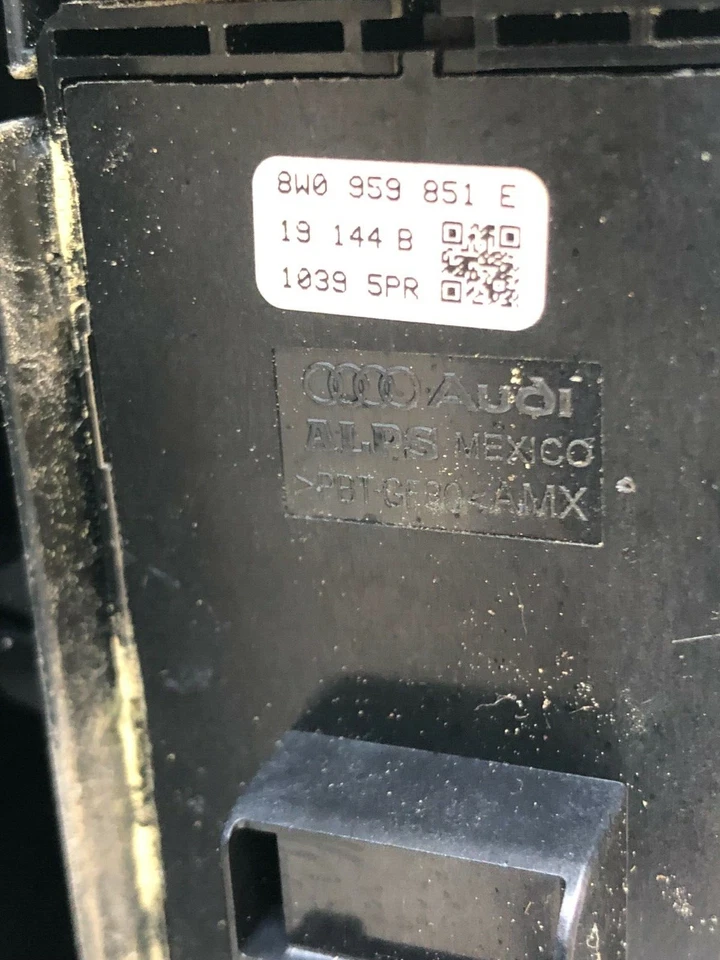 8W0 959 851 E
19 144 B
1039 5PR
Audi
ALPS MEXICO
>PBT-GF30<AMX